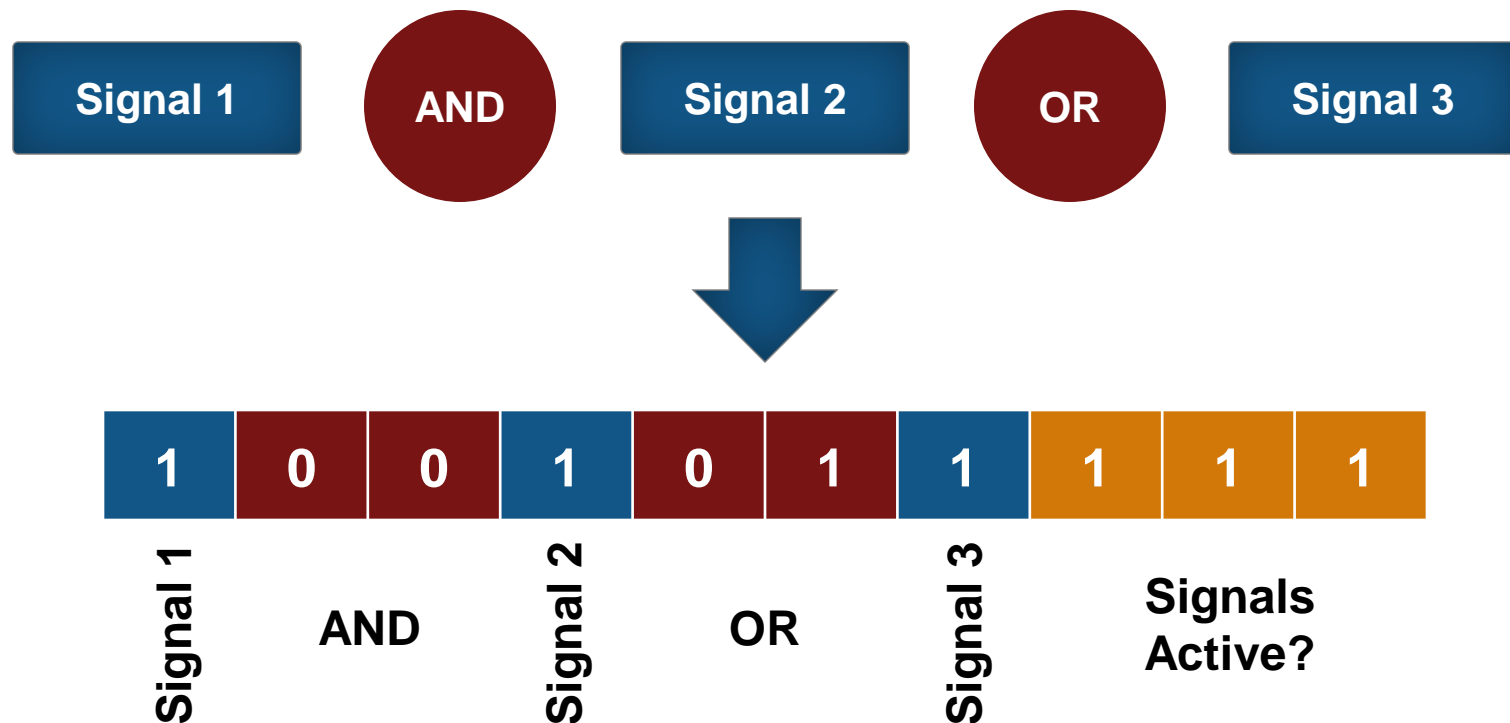 Signal 1 AND Signal 2 OR Signal 3
1 0 0 1 0 1 1 1 1 1
Signal 1
AND
Signal 2
OR
Signal 3
Signals
Active?